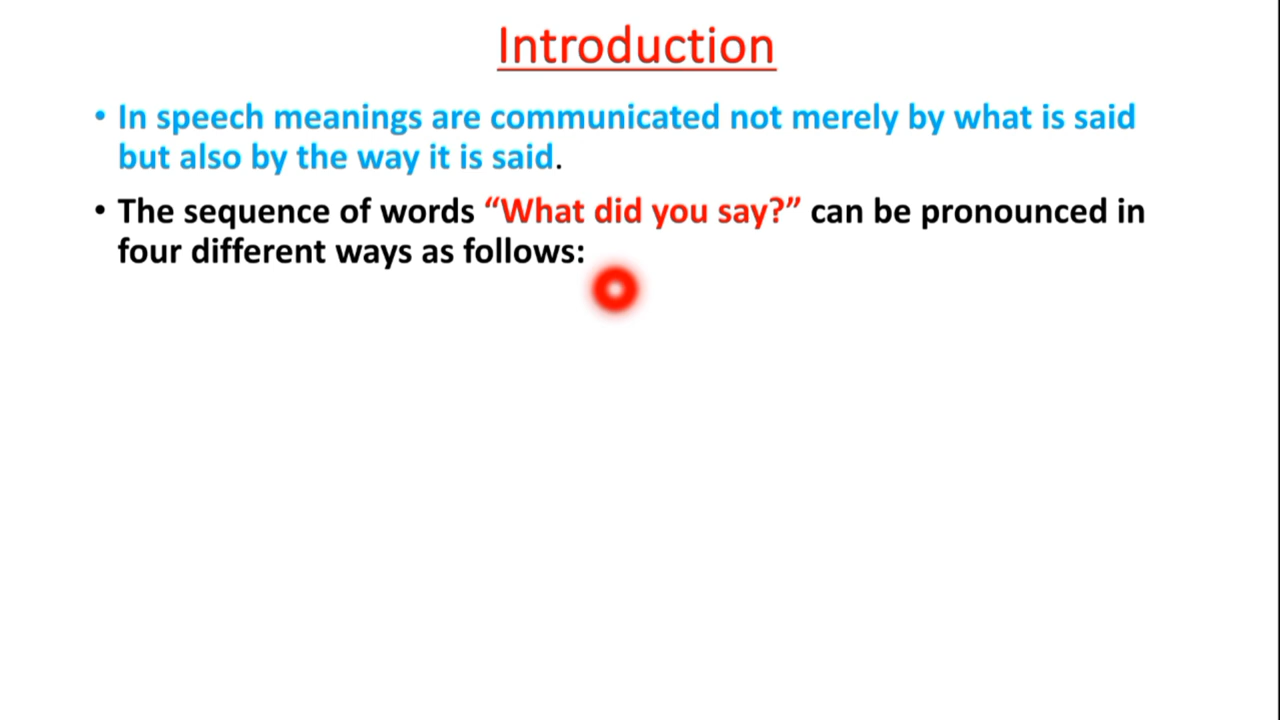 Introduction
• In speech meanings are communicated not merely by what is said
but also by the way it is said.
• The sequence of words “What did you say?” can be pronounced in
four different ways as follows: